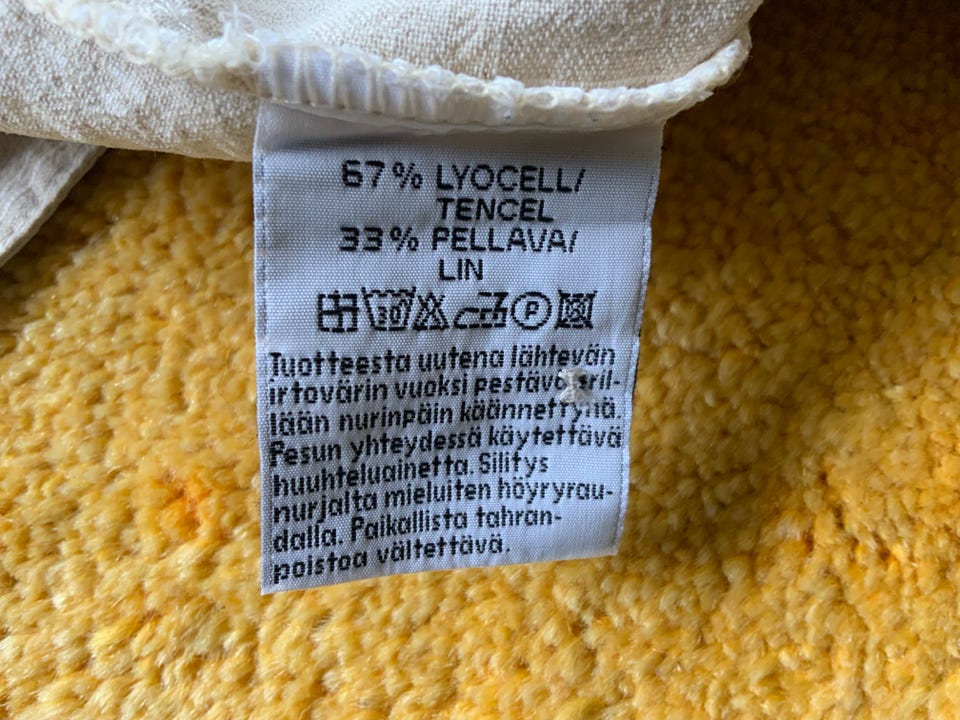 67% LYOCELL/
TENCEL
33% PELLAVA/
LIN
30 P
Tuotteesta uutena lähtevän
irtovärin vuoksi pestävä eril-
lään nurinpäin käännettynä.
Pesun yhteydessä käytettävä
huuhteluainetta. Silitys
nurjalta mieluiten höyryrau-
dalla. Paikallista tahran-
poistoa vältettävä.